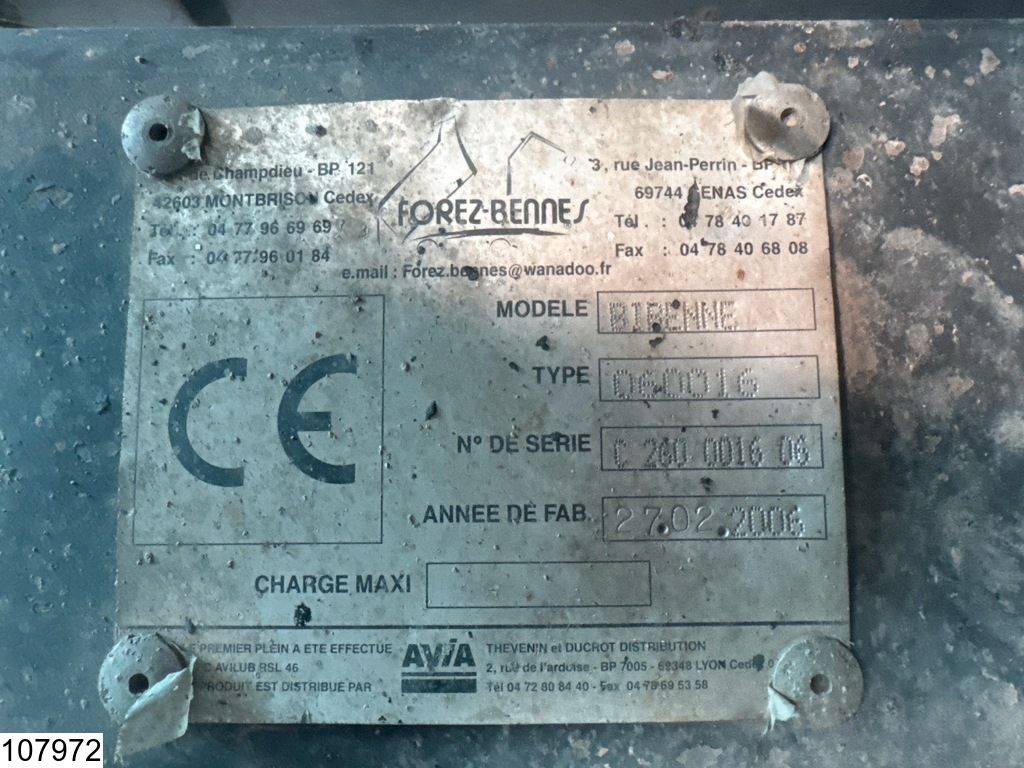 de Champdieu - BP 121
42603 MONTBRISON Cedex
Tél. : 04 77 96 69 69
Fax : 04 77 96 01 84
FOREZ-BENNES
3, rue Jean-Perrin - BP
69744 GENAS Cedex
Tél. : 04 78 40 17 87
Fax : 04 78 40 68 08
e.mail : Forez.bennes@wanadoo.fr
CE
MODELE BIBENNE
TYPE 060016
N° DE SERIE C 260 0016 06
ANNEE DE FAB. 27.02.2006
CHARGE MAXI
LE PREMIER PLEIN A ETE EFFECTUE
AVILUB RSL 46
PRODUIT EST DISTRIBUE PAR
AVIA
THEVENIN et DUCROT DISTRIBUTION
2, rue de l'ardoise - BP 7005 - 69348 LYON Cedex
Tél 04 72 80 84 40 - Fax 04 78 69 53 58
107972